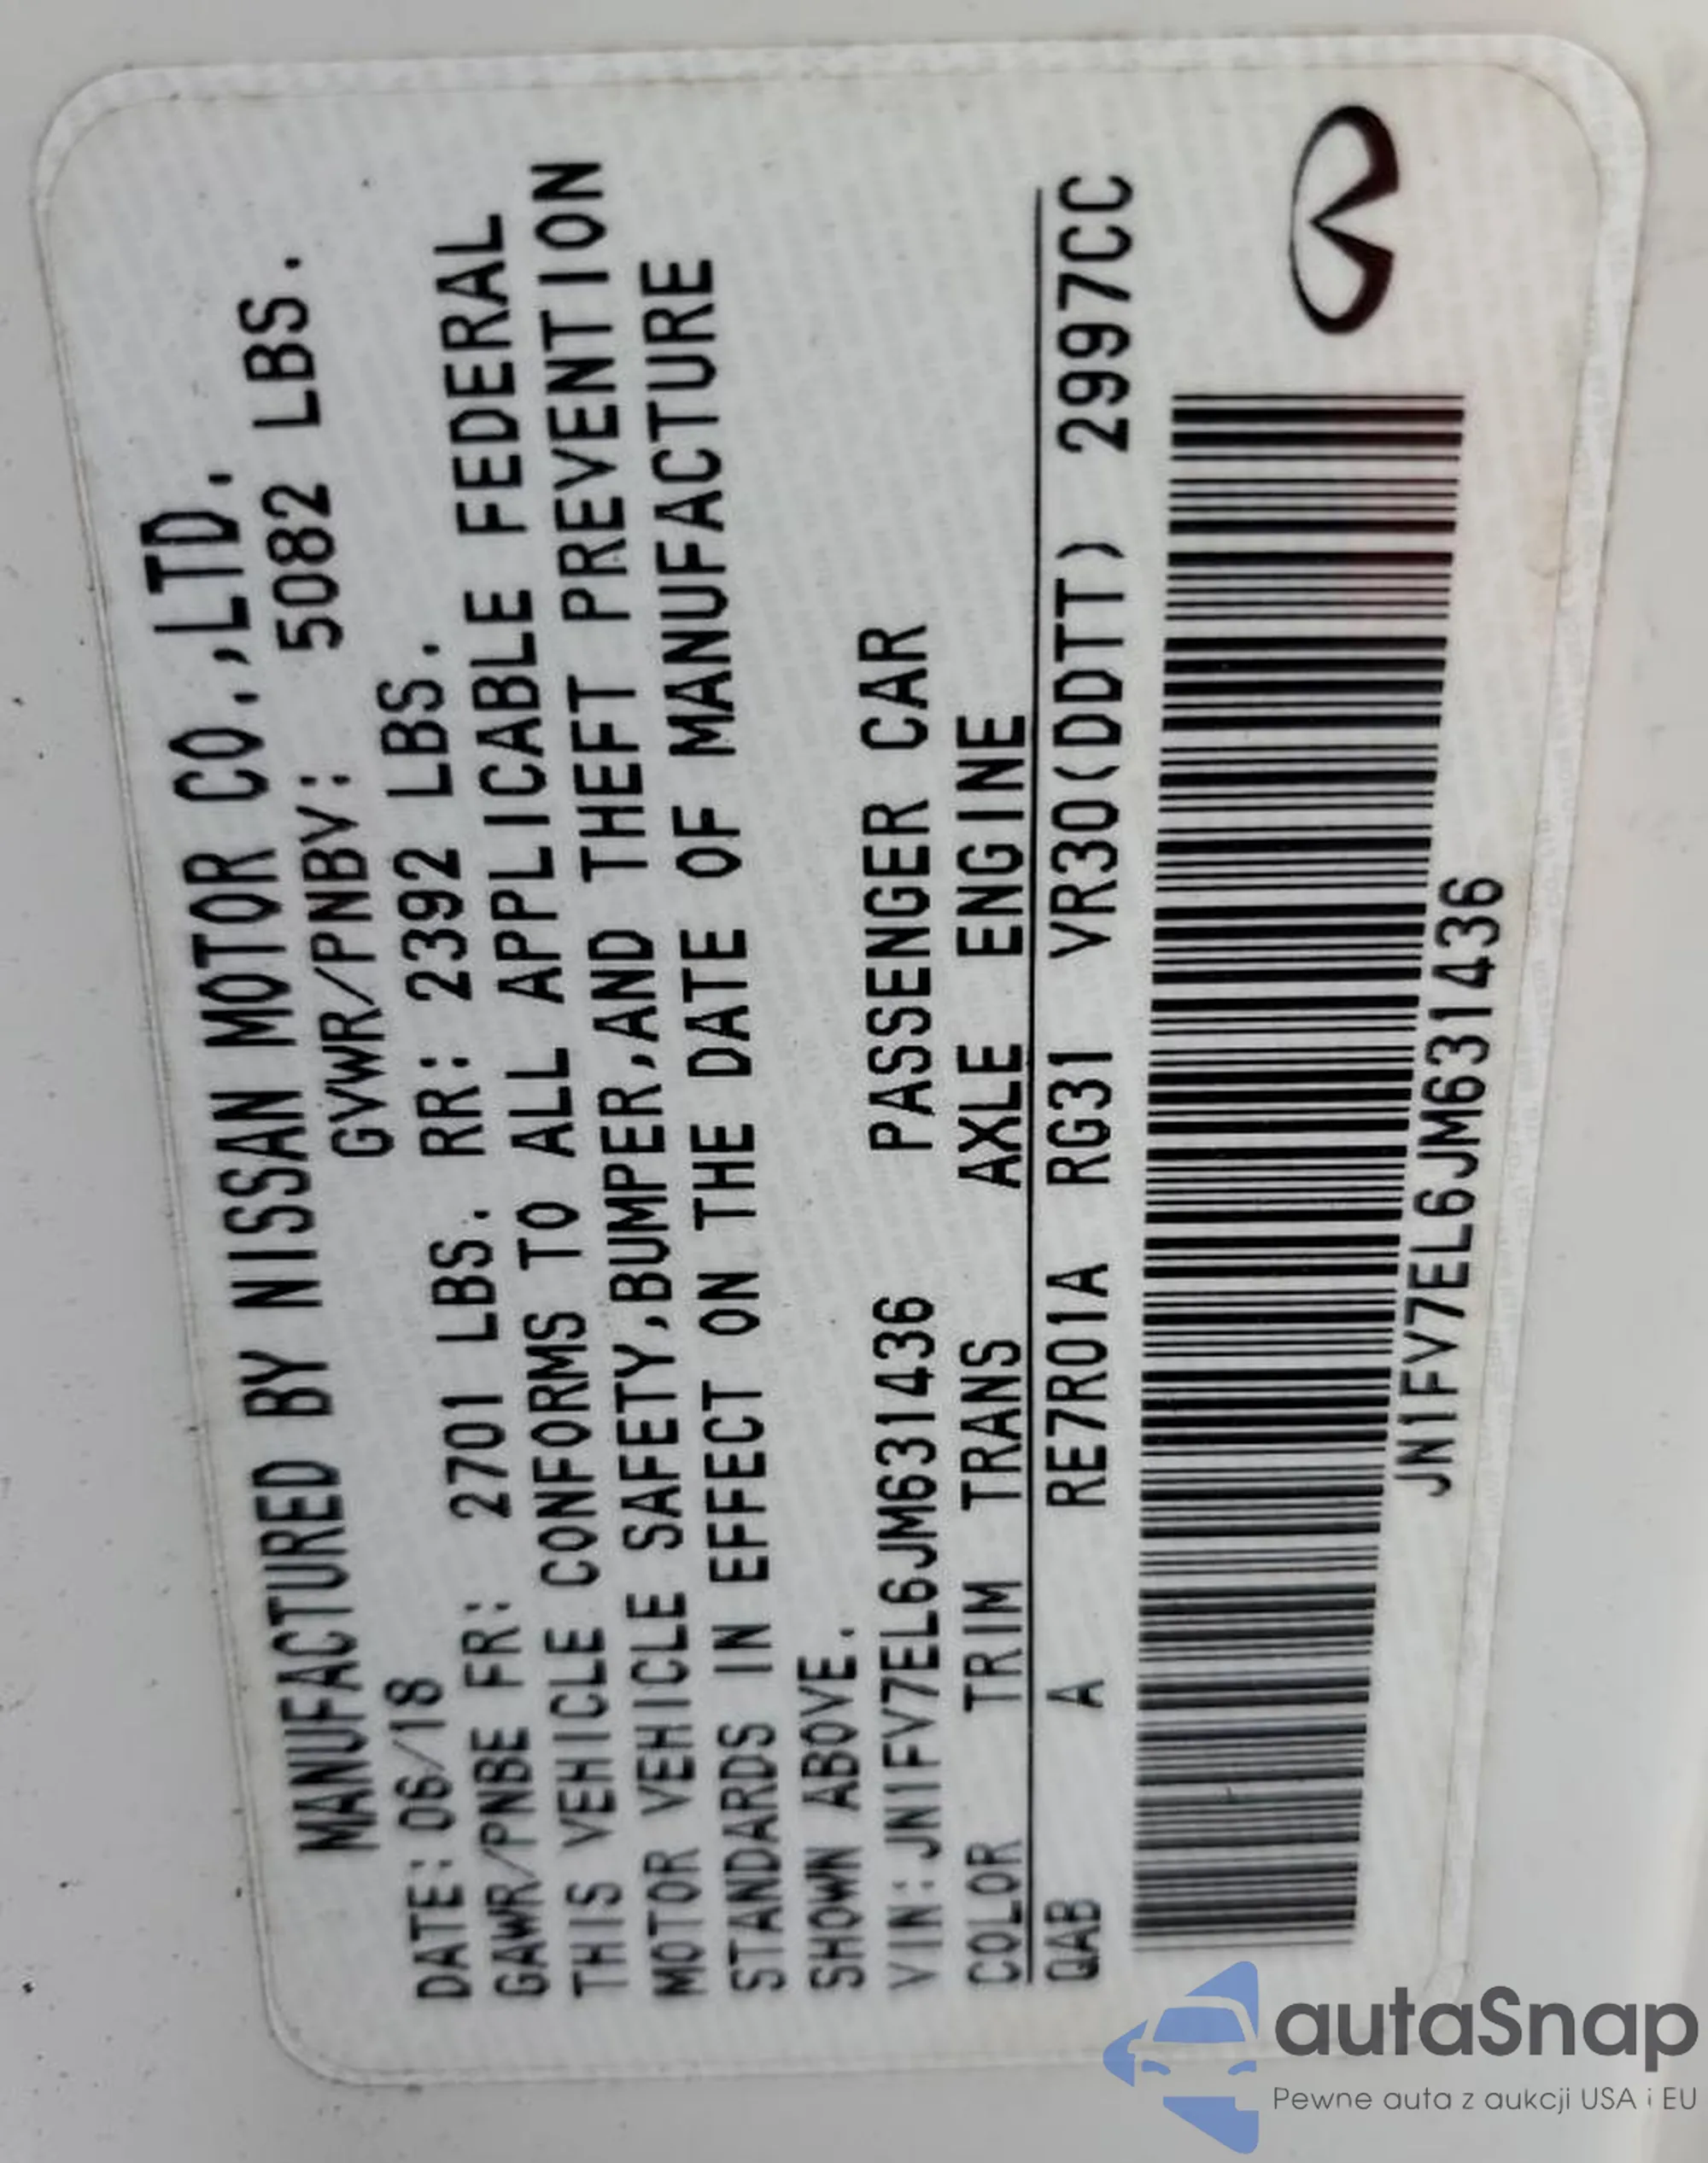 MANUFACTURED BY NISSAN MOTOR CO.,LTD.
DATE:06/18 GVWR/PNBV: 5082 LBS.
GAWR/PNBE FR: 2701 LBS. RR: 2392 LBS.
THIS VEHICLE CONFORMS TO ALL APPLICABLE FEDERAL
MOTOR VEHICLE SAFETY,BUMPER,AND THEFT PREVENTION
STANDARDS IN EFFECT ON THE DATE OF MANUFACTURE
SHOWN ABOVE.
VIN:JN1FV7EL6JM631436 PASSENGER CAR
COLOR TRIM TRANS AXLE ENGINE
QAB A RE7R01A RG31 VR30(DDTT) 2997CC
JN1FV7EL6JM631436
autaSnap
Pewne auta z aukcji USA i EU